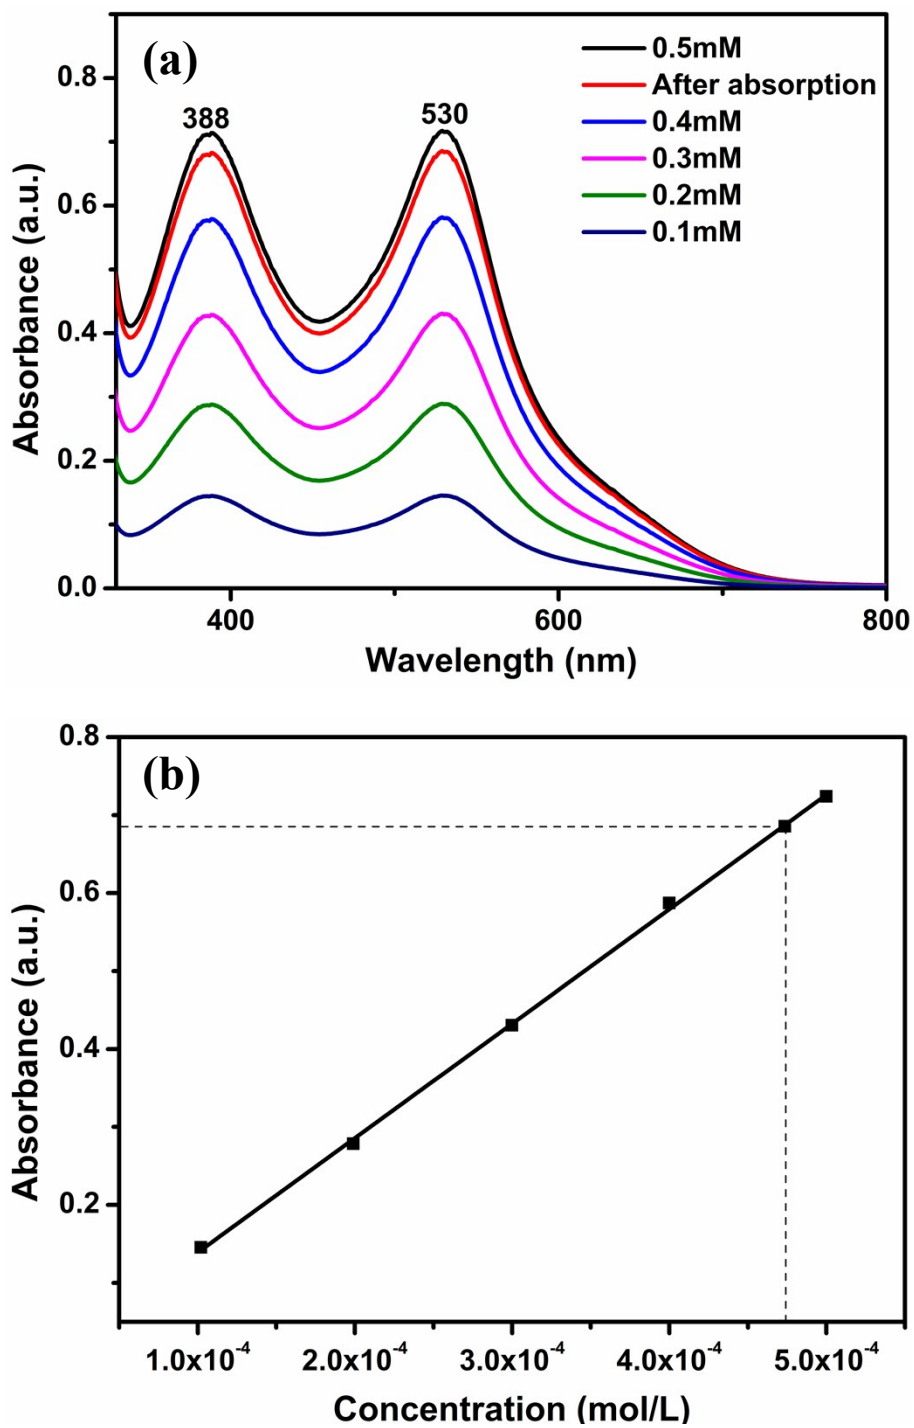 (a)
388
530
0.5mM
After absorption
0.4mM
0.3mM
0.2mM
0.1mM
0.8
0.6
0.4
0.2
0.0
Absorbance (a.u.)
400
600
800
Wavelength (nm)
(b)
0.8
0.6
0.4
0.2
Absorbance (a.u.)
1.0x10⁻⁴
2.0x10⁻⁴
3.0x10⁻⁴
4.0x10⁻⁴
5.0x10⁻⁴
Concentration (mol/L)